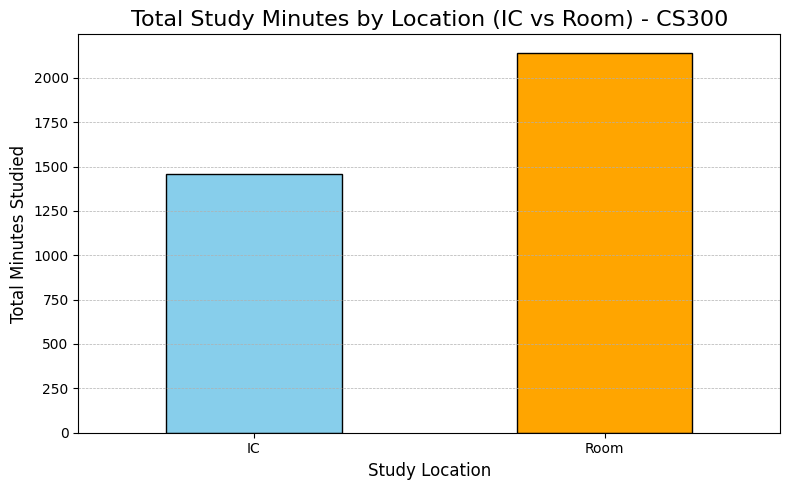 Total Study Minutes by Location (IC vs Room) - CS300
Total Minutes Studied
2000
1750
1500
1250
1000
750
500
250
0
IC
Room
Study Location